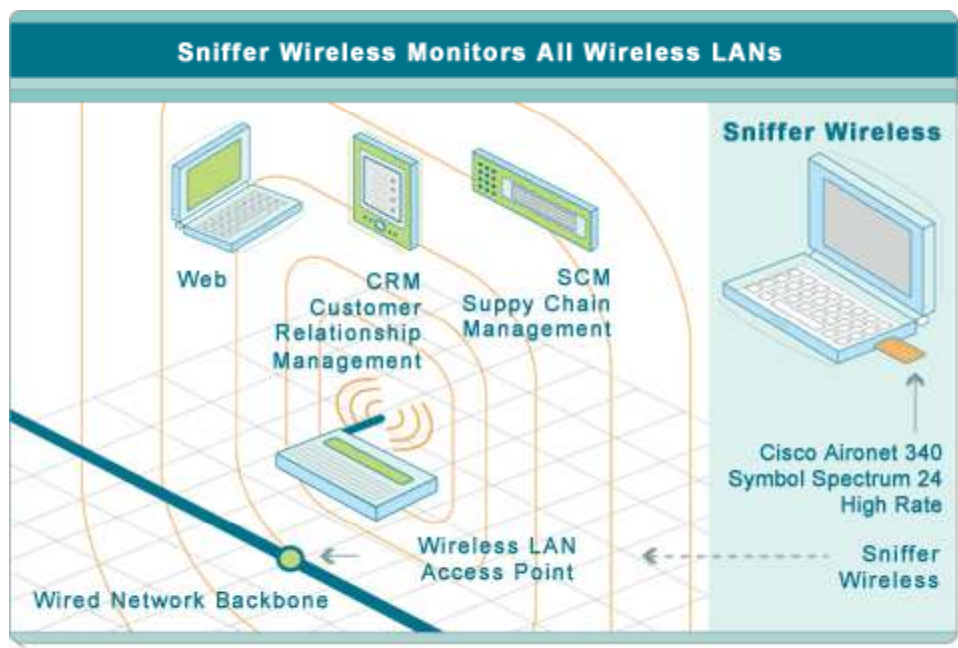 Sniffer Wireless Monitors All Wireless LANs
Sniffer Wireless
Web
CRM
Customer
Relationship
Management
SCM
Suppy Chain
Management
Cisco Aironet 340
Symbol Spectrum 24
High Rate
Wireless LAN
Access Point
Sniffer
Wireless
Wired Network Backbone